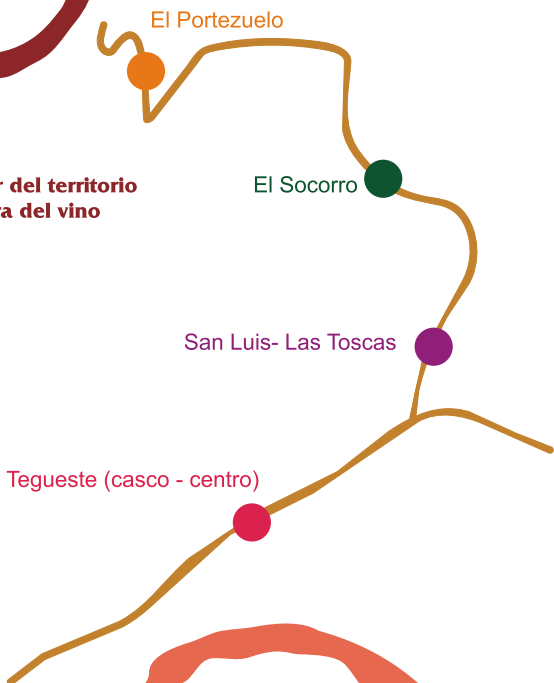 El Portezuelo
del territorio
del vino
El Socorro
San Luis- Las Toscas
Tegueste (casco - centro)